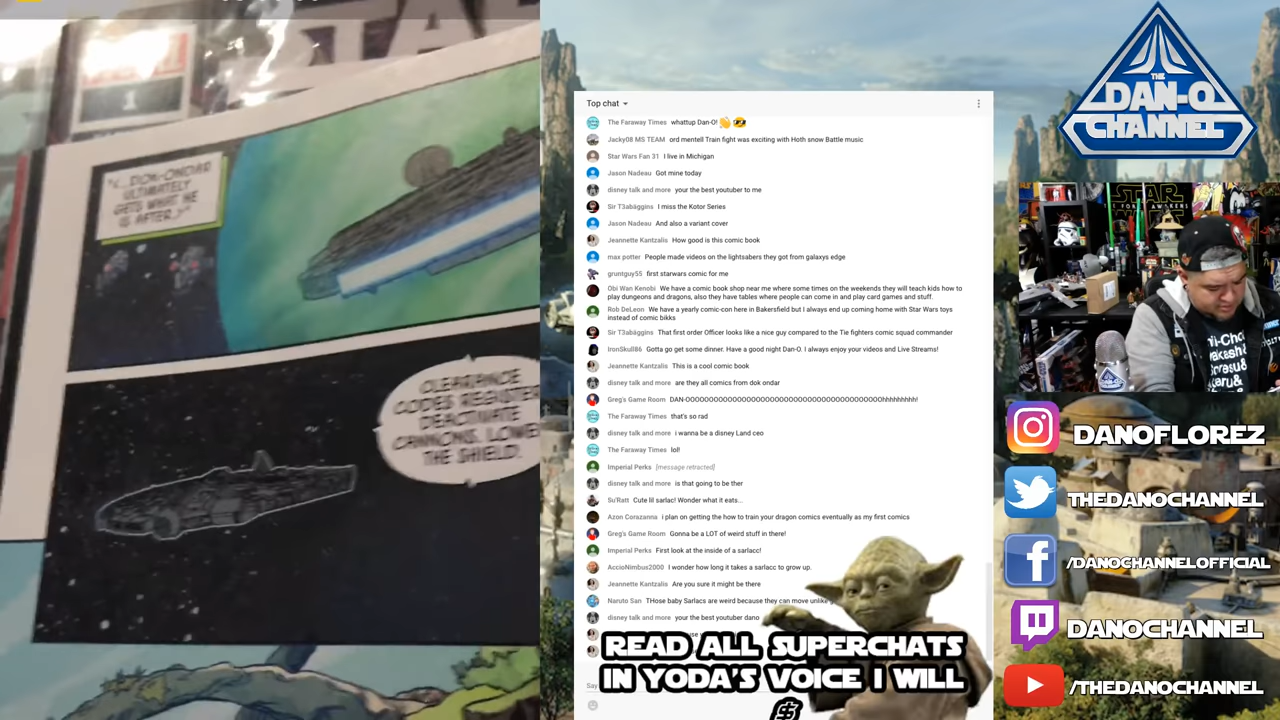 STA
1
"(...DOK-ONDAR
ULTIMATELY
GETS WHAT HE
IS AFTER.)"
CLEARANCE
CODES
THE SHIELD.
Top chat
The Faraway Times whattup Dan-O!
Jacky08 MS TEAM ord mentell Train fight was exciting with Hoth snow Battle music
Star Wars Fan 31 I live in Michigan
Jason Nadeau Got mine today
disney talk and more your the best youtuber to me
Sir T3abäggins I miss the Kotor Series
Jason Nadeau And also a variant cover
Jeannette Kantzalis How good is this comic book
max potter People made videos on the lightsabers they got from galaxys edge
gruntguy55 first starwars comic for me
Obi Wan Kenobi We have a comic book shop near me where some times on the weekends they will teach kids how to
play dungeons and dragons, also they have tables where people can come in and play card games and stuff.
Rob DeLeon We have a yearly comic-con here in Bakersfield but I always end up coming home with Star Wars toys
instead of comic bikks
Sir T3abäggins That first order Officer looks like a nice guy compared to the Tie fighters comic squad commander
IronSkull86 Gotta go get some dinner. Have a good night Dan-O. I always enjoy your videos and Live Streams!
Jeannette Kantzalis This is a cool comic book
disney talk and more are they all comics from dok ondar
Greg's Game Room DAN-OOOOOOOOOOOOOOOOOOOOOOOOOOOOOOOOOOOOOOOOOOOhhhhhhhhh!
The Faraway Times that's so rad
disney talk and more i wanna be a disney Land ceo
The Faraway Times lol!
Imperial Perks [message retracted]
disney talk and more is that going to be ther
Su'Ratt Cute lil sarlac! Wonder what it eats...
Azon Corazanna i plan on getting the how to train your dragon comics eventually as my first comics
Greg's Game Room Gonna be a LOT of weird stuff in there!
Imperial Perks First look at the inside of a sarlacc!
AccioNimbus2000 I wonder how long it takes a sarlacc to grow up.
Jeannette Kantzalis Are you sure it might be there
Naruto San THose baby Sarlacs are weird because they can move unlike
disney talk and more your the best youtuber dano
Say
READ ALL SUPERCHATS
IN YODA'S VOICE I WILL
$
THE
DAN-O
CHANNEL
STAR
DANOFLOREZ
THEDANOCHANNEL
/DANOCHANNELOFFICIAL
DANOCHANNEL
/THEDANOCHANNEL